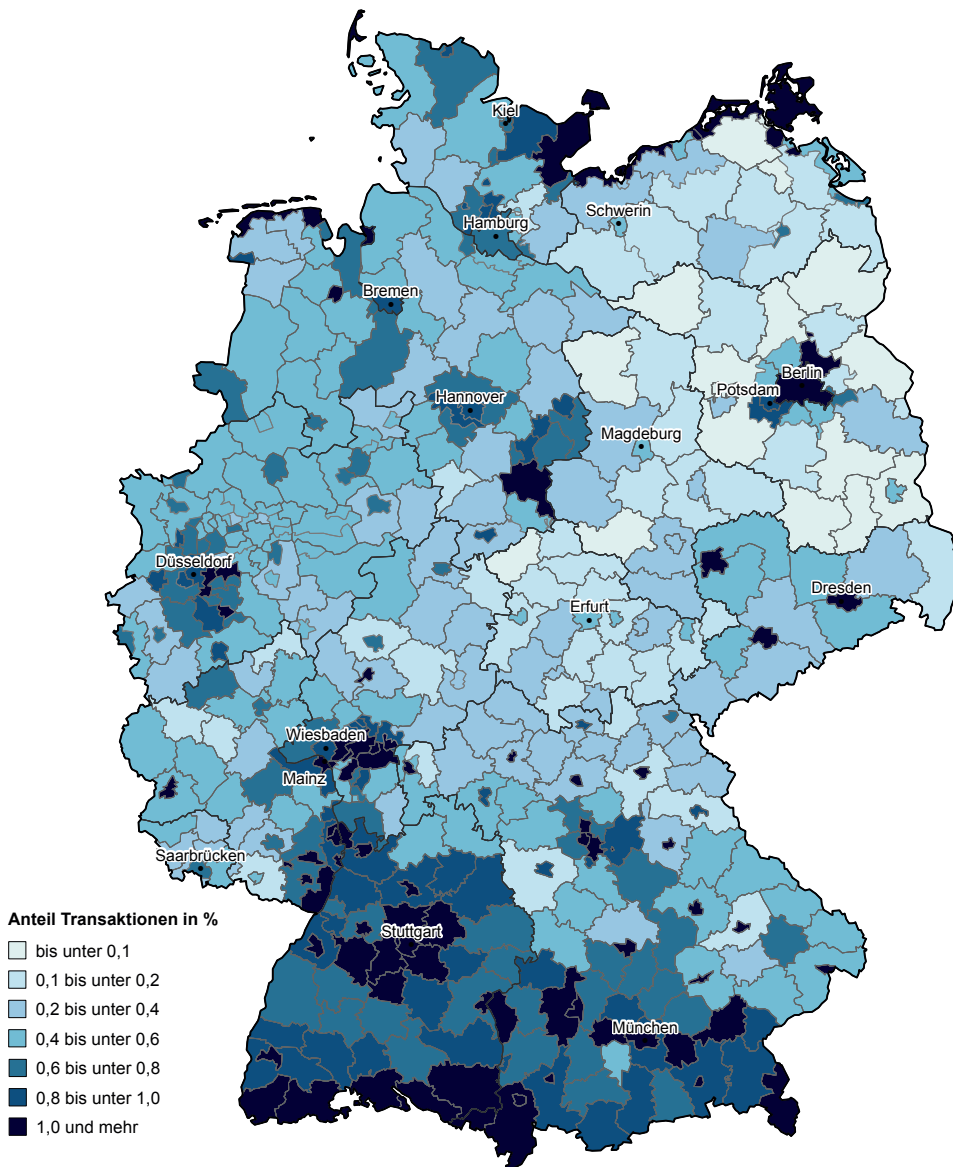 Kiel
Schwerin
Hamburg
Bremen
Berlin
Potsdam
Hannover
Magdeburg
Düsseldorf
Dresden
Erfurt
Wiesbaden
Mainz
Saarbrücken
Stuttgart
München
Anteil Transaktionen in %
bis unter 0,1
0,1 bis unter 0,2
0,2 bis unter 0,4
0,4 bis unter 0,6
0,6 bis unter 0,8
0,8 bis unter 1,0
1,0 und mehr